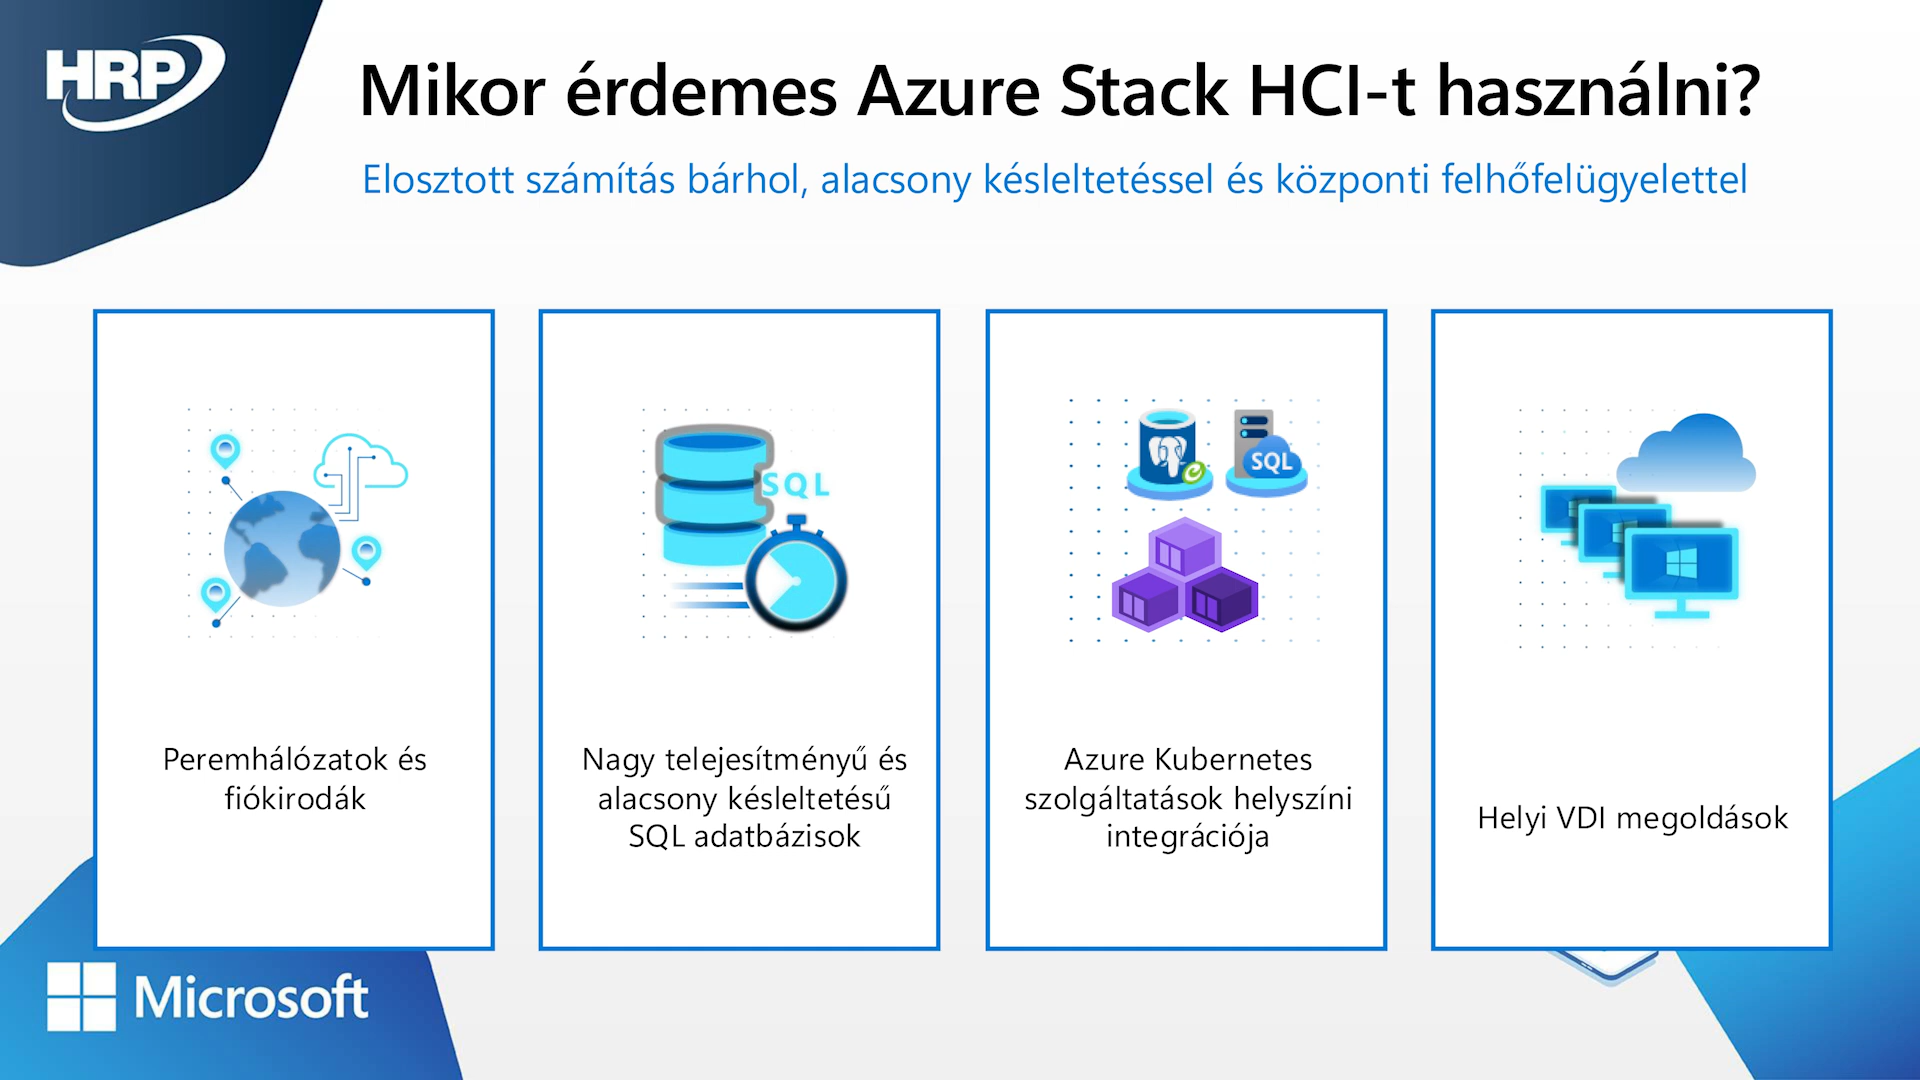 HRP
Mikor érdemes Azure Stack HCI-t használni?
Elosztott számítás bárhol, alacsony késleltetéssel és központi felhőfelügyelettel
Peremhálózatok és
fiókirodák
SQL
Nagy telejesítményű és
alacsony késleltetésű
SQL adatbázisok
SQL
Azure Kubernetes
szolgáltatások helyszíni
integrációja
Helyi VDI megoldások
Microsoft